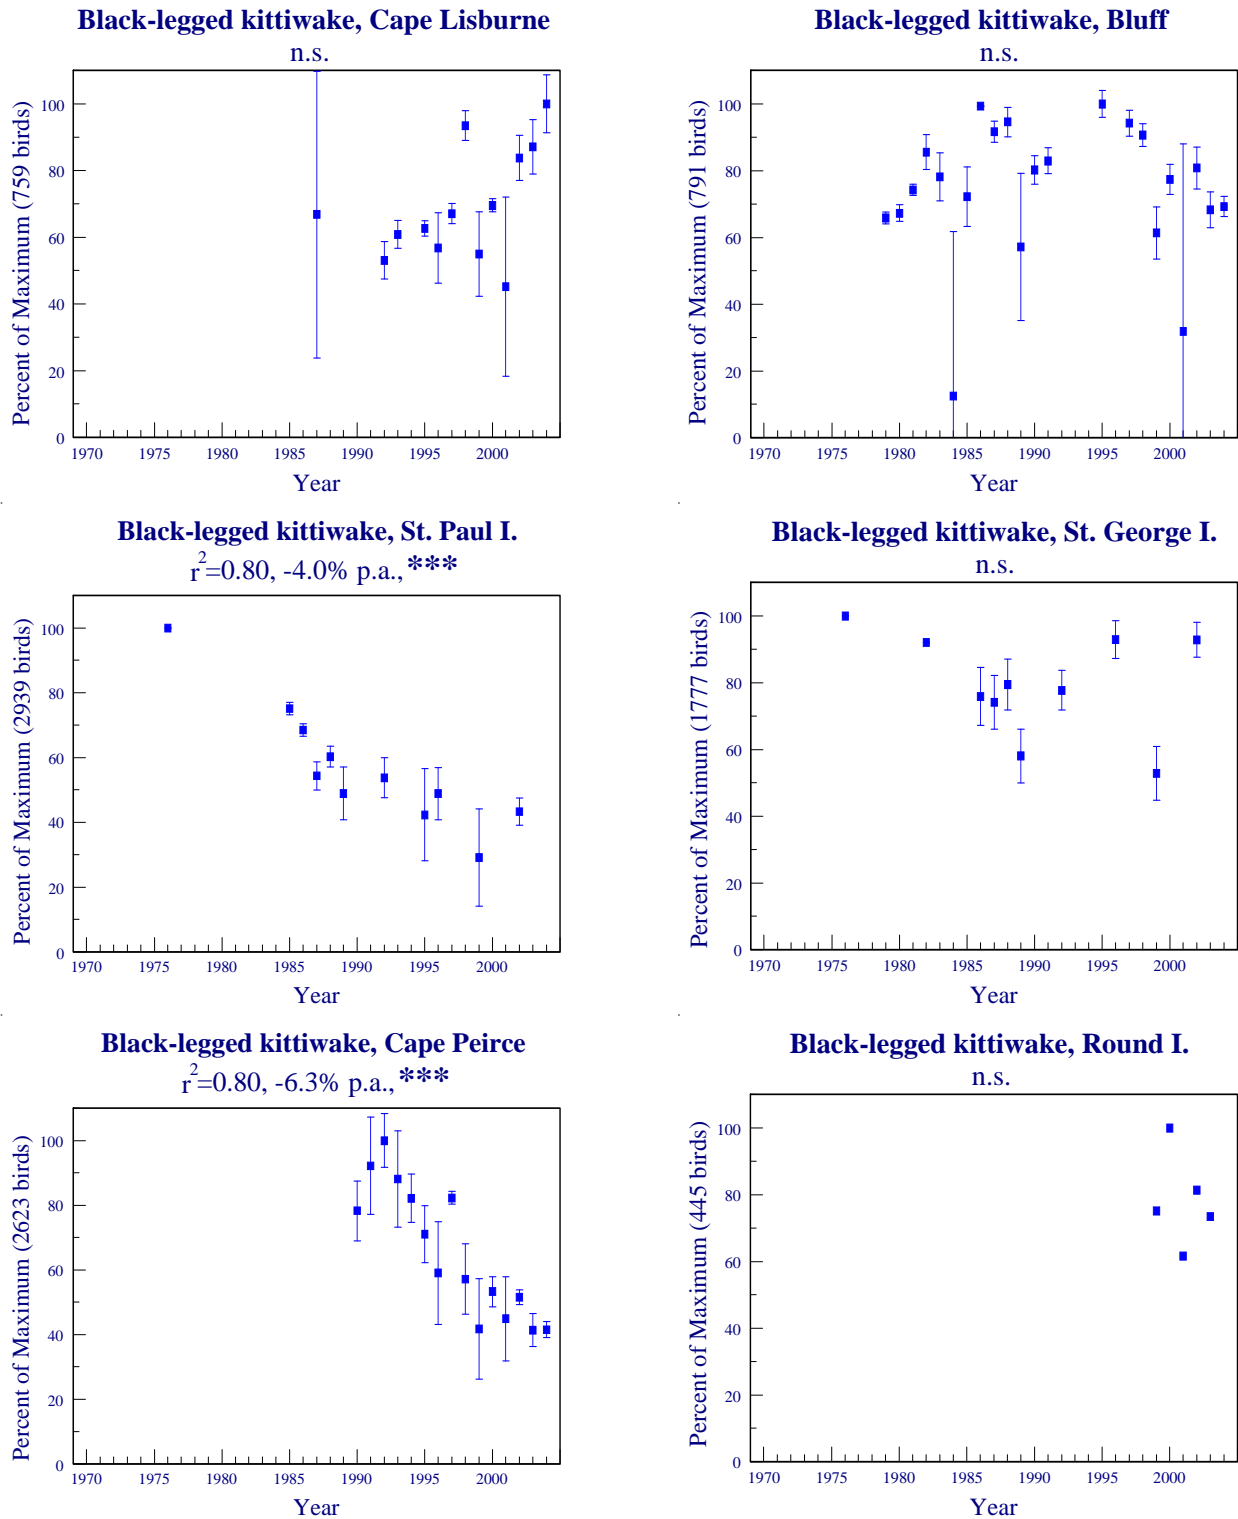 Black-legged kittiwake, Cape Lisburne
n.s.
Percent of Maximum (759 birds)
100
80
60
40
20
0
1970 1975 1980 1985 1990 1995 2000
Year
Black-legged kittiwake, Bluff
n.s.
Percent of Maximum (791 birds)
100
80
60
40
20
0
1970 1975 1980 1985 1990 1995 2000
Year
Black-legged kittiwake, St. Paul I.
r²=0.80, -4.0% p.a., ***
Percent of Maximum (2939 birds)
100
80
60
40
20
0
1970 1975 1980 1985 1990 1995 2000
Year
Black-legged kittiwake, St. George I.
n.s.
Percent of Maximum (1777 birds)
100
80
60
40
20
0
1970 1975 1980 1985 1990 1995 2000
Year
Black-legged kittiwake, Cape Peirce
r²=0.80, -6.3% p.a., ***
Percent of Maximum (2623 birds)
100
80
60
40
20
0
1970 1975 1980 1985 1990 1995 2000
Year
Black-legged kittiwake, Round I.
n.s.
Percent of Maximum (445 birds)
100
80
60
40
20
0
1970 1975 1980 1985 1990 1995 2000
Year